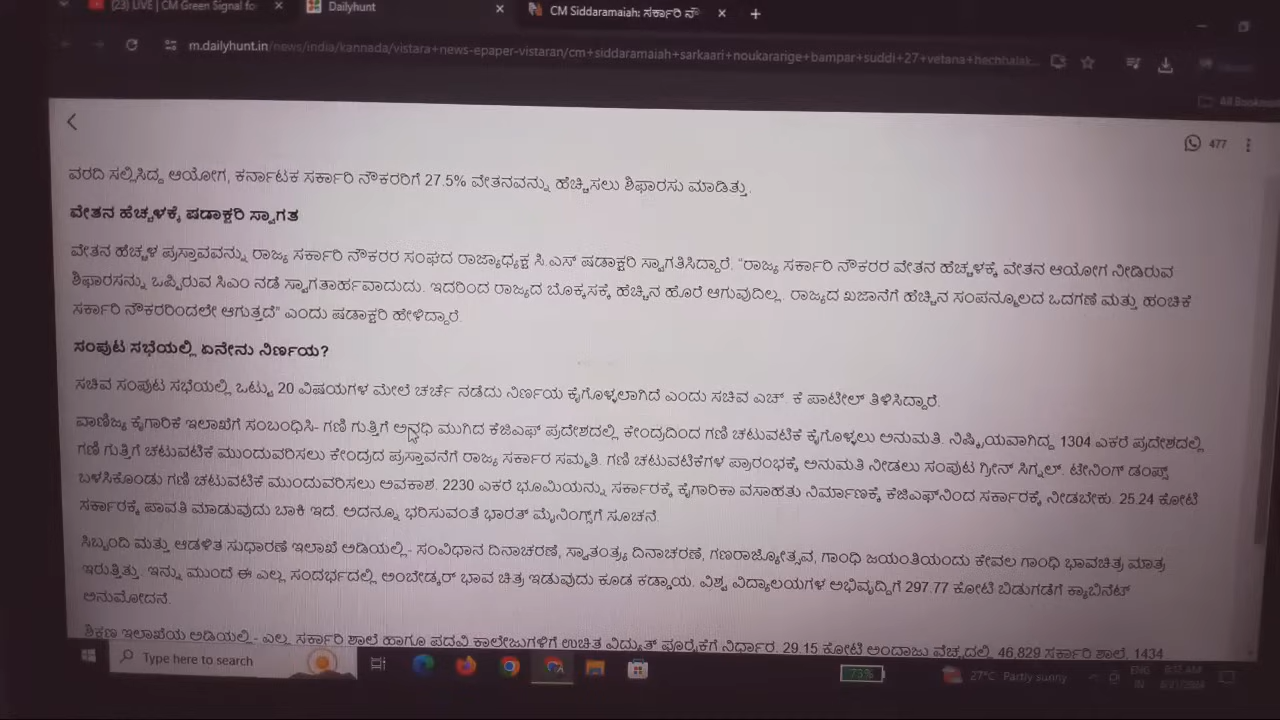 (23) LIVE | CM Green Signal fo
Dailyhunt
CM Siddaramaiah: ಸರ್ಕಾರಿ ನೌ
m.dailyhunt.in/news/india/kannada/vistara+news-epaper-vistaran/cm+siddaramaiah+sarkaari+noukararige+bampar+suddi+27+vetana+hechhalak...
All Bookma
477
ವರದಿ ಸಲ್ಲಿಸಿದ್ದ ಆಯೋಗ, ಕರ್ನಾಟಕ ಸರ್ಕಾರಿ ನೌಕರರಿಗೆ 27.5% ವೇತನವನ್ನು ಹೆಚ್ಚಿಸಲು ಶಿಫಾರಸು ಮಾಡಿತ್ತು.
ವೇತನ ಹೆಚ್ಚಳಕ್ಕೆ ಷಡಾಕ್ಷರಿ ಸ್ವಾಗತ
ವೇತನ ಹೆಚ್ಚಳ ಪ್ರಸ್ತಾವವನ್ನು ರಾಜ್ಯ ಸರ್ಕಾರಿ ನೌಕರರ ಸಂಘದ ರಾಜ್ಯಾಧ್ಯಕ್ಷ ಸಿ.ಎಸ್ ಷಡಾಕ್ಷರಿ ಸ್ವಾಗತಿಸಿದ್ದಾರೆ. "ರಾಜ್ಯ ಸರ್ಕಾರಿ ನೌಕರರ ವೇತನ ಹೆಚ್ಚಳಕ್ಕೆ ವೇತನ ಆಯೋಗ ನೀಡಿರುವ
ಶಿಫಾರಸನ್ನು ಒಪ್ಪಿರುವ ಸಿಎಂ ನಡೆ ಸ್ವಾಗತಾರ್ಹವಾದುದು. ಇದರಿಂದ ರಾಜ್ಯದ ಬೊಕ್ಕಸಕ್ಕೆ ಹೆಚ್ಚಿನ ಹೊರೆ ಆಗುವುದಿಲ್ಲ. ರಾಜ್ಯದ ಖಜಾನೆಗೆ ಹೆಚ್ಚಿನ ಸಂಪನ್ಮೂಲದ ಒದಗಣೆ ಮತ್ತು ಹಂಚಿಕೆ
ಸರ್ಕಾರಿ ನೌಕರರಿಂದಲೇ ಆಗುತ್ತದೆ" ಎಂದು ಷಡಾಕ್ಷರಿ ಹೇಳಿದ್ದಾರೆ.
ಸಂಪುಟ ಸಭೆಯಲ್ಲಿ ಏನೇನು ನಿರ್ಣಯ?
ಸಚಿವ ಸಂಪುಟ ಸಭೆಯಲ್ಲಿ ಒಟ್ಟು 20 ವಿಷಯಗಳ ಮೇಲೆ ಚರ್ಚೆ ನಡೆದು ನಿರ್ಣಯ ಕೈಗೊಳ್ಳಲಾಗಿದೆ ಎಂದು ಸಚಿವ ಎಚ್. ಕೆ ಪಾಟೀಲ್ ತಿಳಿಸಿದ್ದಾರೆ.
ವಾಣಿಜ್ಯ ಕೈಗಾರಿಕೆ ಇಲಾಖೆಗೆ ಸಂಬಂಧಿಸಿ- ಗಣಿ ಗುತ್ತಿಗೆ ಅನ್ವಧಿ ಮುಗಿದ ಕೆಜಿಎಫ್ ಪ್ರದೇಶದಲ್ಲಿ ಕೇಂದ್ರದಿಂದ ಗಣಿ ಚಟುವಟಿಕೆ ಕೈಗೊಳ್ಳಲು ಅನುಮತಿ. ನಿಷ್ಕ್ರಿಯವಾಗಿದ್ದ 1304 ಎಕರೆ ಪ್ರದೇಶದಲ್ಲಿ
ಗಣಿ ಗುತ್ತಿಗೆ ಚಟುವಟಿಕೆ ಮುಂದುವರಿಸಲು ಕೇಂದ್ರದ ಪ್ರಸ್ತಾವನೆಗೆ ರಾಜ್ಯ ಸರ್ಕಾರ ಸಮ್ಮತಿ. ಗಣಿ ಚಟುವಟಿಕೆಗಳ ಪ್ರಾರಂಭಕ್ಕೆ ಅನುಮತಿ ನೀಡಲು ಸಂಪುಟ ಗ್ರೀನ್ ಸಿಗ್ನಲ್. ಟೇನಿಂಗ್ ಡಂಪ್ಸ್
ಬಳಸಿಕೊಂಡು ಗಣಿ ಚಟುವಟಿಕೆ ಮುಂದುವರಿಸಲು ಅವಕಾಶ. 2230 ಎಕರೆ ಭೂಮಿಯನ್ನು ಸರ್ಕಾರಕ್ಕೆ ಕೈಗಾರಿಕಾ ವಸಾಹತು ನಿರ್ಮಾಣಕ್ಕೆ ಕೆಜಿಎಫ್‌ನಿಂದ ಸರ್ಕಾರಕ್ಕೆ ನೀಡಬೇಕು. 25.24 ಕೋಟಿ
ಸರ್ಕಾರಕ್ಕೆ ಪಾವತಿ ಮಾಡುವುದು ಬಾಕಿ ಇದೆ. ಅದನ್ನೂ ಭರಿಸುವಂತೆ ಭಾರತ್ ಮೈನಿಂಗ್ಸ್‌ಗೆ ಸೂಚನೆ.
ಸಿಬ್ಬಂದಿ ಮತ್ತು ಆಡಳಿತ ಸುಧಾರಣೆ ಇಲಾಖೆ ಅಡಿಯಲ್ಲಿ- ಸಂವಿಧಾನ ದಿನಾಚರಣೆ, ಸ್ವಾತಂತ್ರ್ಯ ದಿನಾಚರಣೆ, ಗಣರಾಜ್ಯೋತ್ಸವ, ಗಾಂಧಿ ಜಯಂತಿಯಂದು ಕೇವಲ ಗಾಂಧಿ ಭಾವಚಿತ್ರ ಮಾತ್ರ
ಇರುತ್ತಿತ್ತು. ಇನ್ನು ಮುಂದೆ ಈ ಎಲ್ಲ ಸಂದರ್ಭದಲ್ಲಿ ಅಂಬೇಡ್ಕರ್ ಭಾವ ಚಿತ್ರ ಇಡುವುದು ಕೂಡ ಕಡ್ಡಾಯ. ವಿಶ್ವ ವಿದ್ಯಾಲಯಗಳ ಅಭಿವೃದ್ಧಿಗೆ 297.77 ಕೋಟಿ ಬಿಡುಗಡೆಗೆ ಕ್ಯಾಬಿನೆಟ್
ಅನುಮೋದನೆ.
ಶಿಕ್ಷಣ ಇಲಾಖೆಯ ಅಡಿಯಲ್ಲಿ- ಎಲ್ಲ ಸರ್ಕಾರಿ ಶಾಲೆ ಹಾಗೂ ಪದವಿ ಕಾಲೇಜುಗಳಿಗೆ ಉಚಿತ ವಿದ್ಯುತ್ ಪೂರೈಕೆಗೆ ನಿರ್ಧಾರ. 29.15 ಕೋಟಿ ಅಂದಾಜು ವೆಚ್ಚದಲ್ಲಿ 46,829 ಸರ್ಕಾರಿ ಶಾಲೆ, 1434
Type here to search
73%
27°C Partly sunny
ENG
IN
6/21/2024